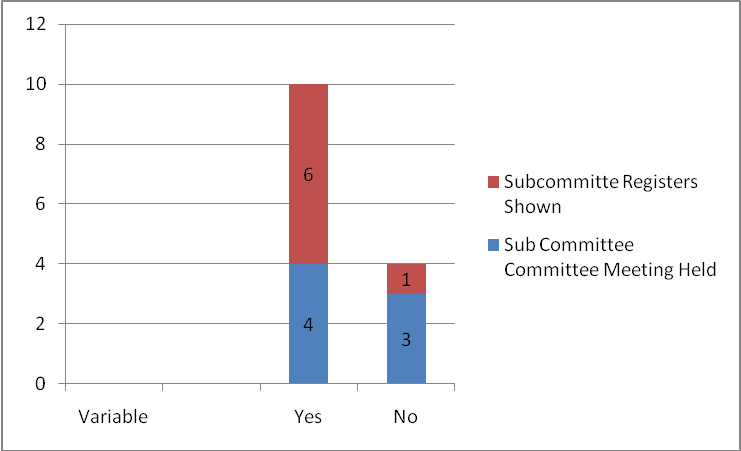 12
10
8
6
4
2
0
6
4
1
3
Variable
Yes
No
Subcommitte Registers
Shown
Sub Committee
Committee Meeting Held